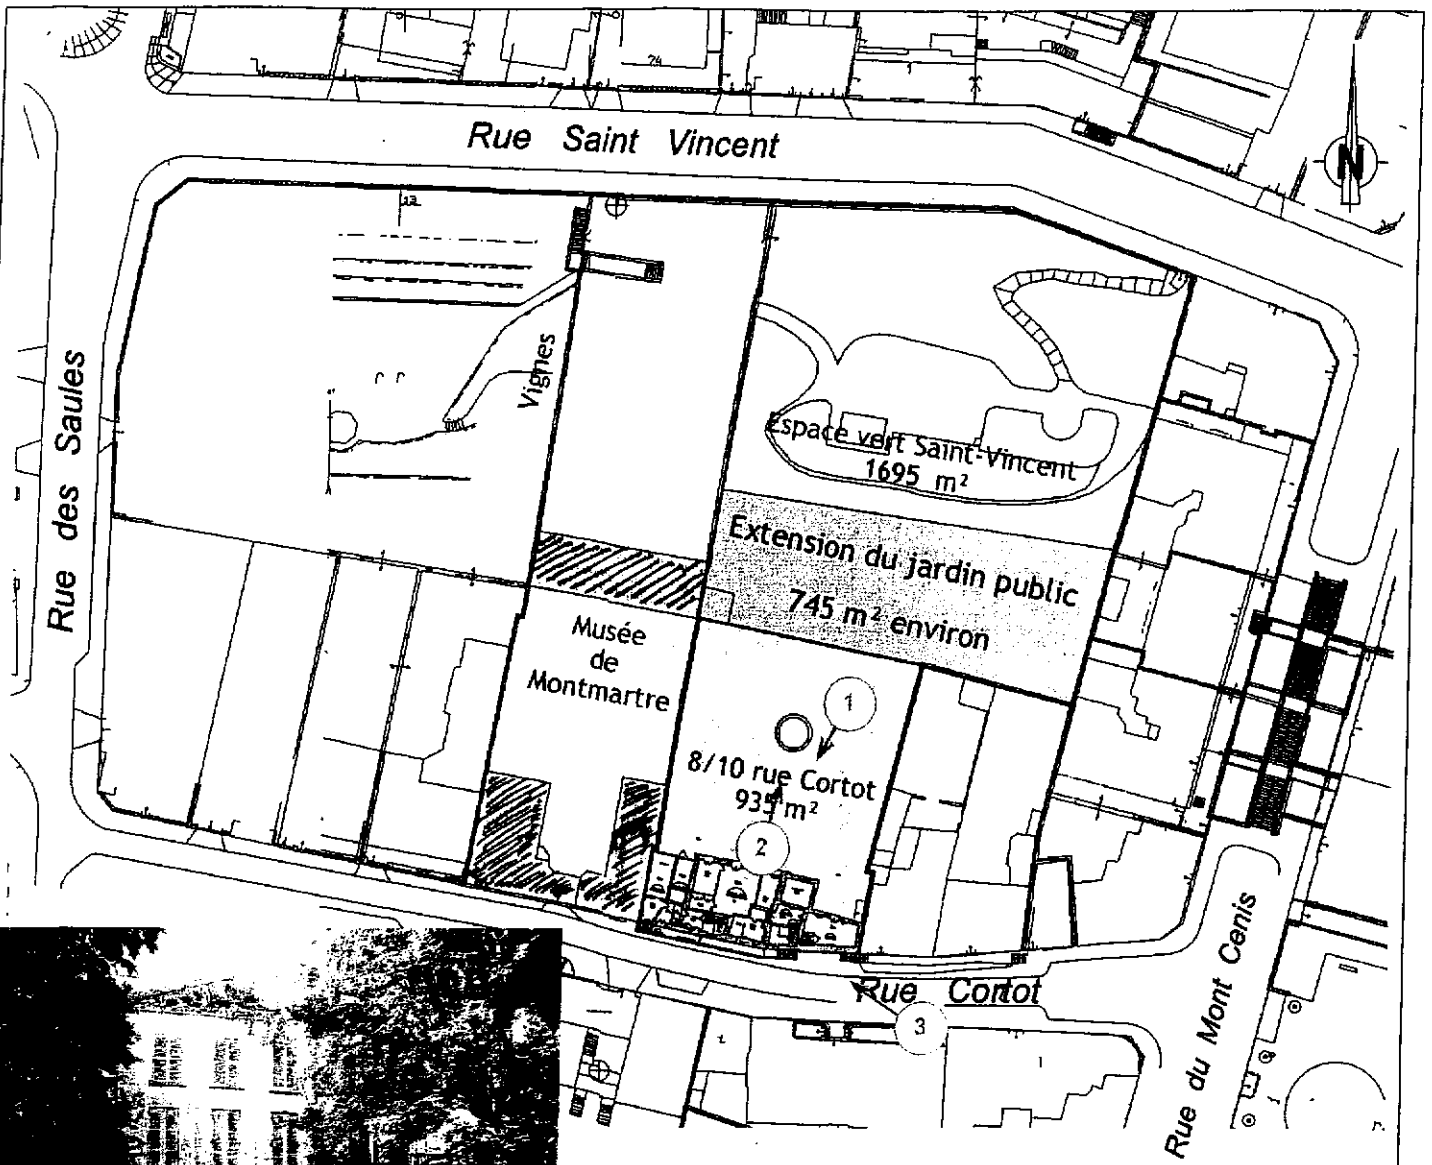 74
Rue Saint Vincent
N
13
Rue des Saules
Vignes
Espace vert Saint-Vincent
1695 m²
Extension du jardin public
745 m² environ
Musée
de
Montmartre
1
8/10 rue Cortot
935 m²
2
Rue Cortot
3
Rue du Mont Cenis